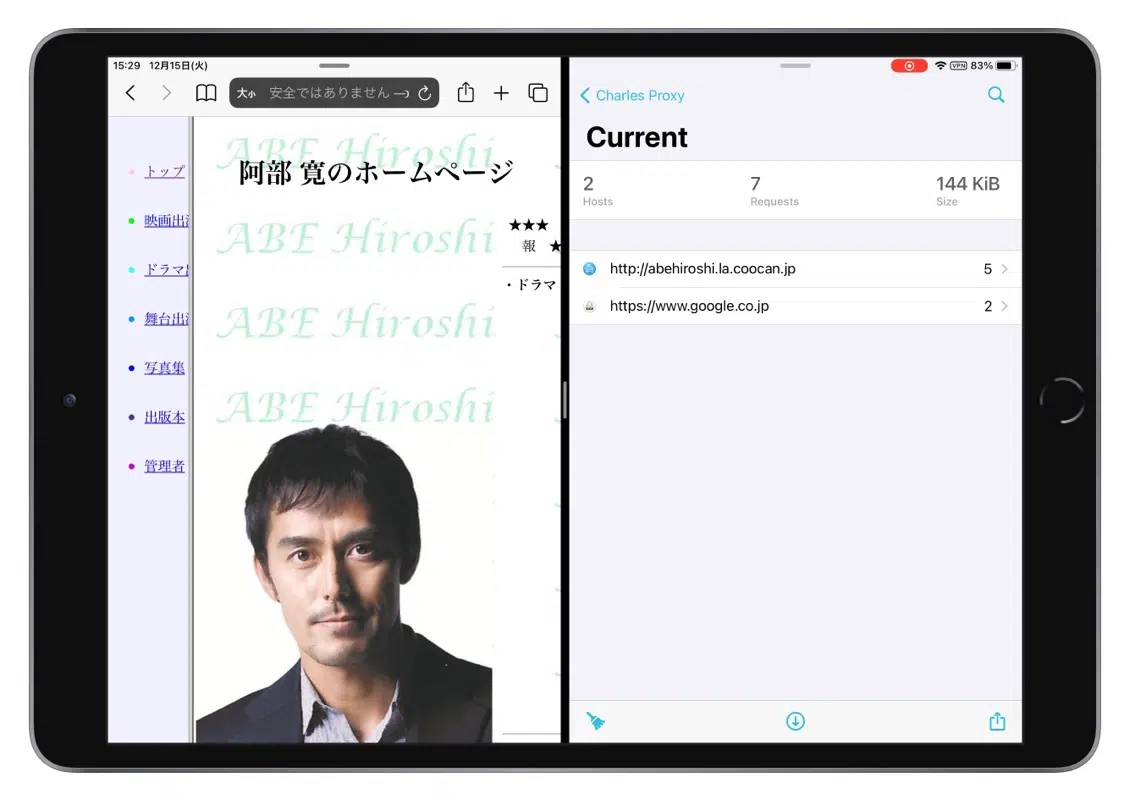 15:29 12月15日(火)
大小 安全ではありません —
トップ
映画出
ドラマ
舞台出
写真集
出版本
管理者
ABE Hiroshi
阿部 寛のホームページ
ABE Hiroshi
ABE Hiroshi
ABE Hiroshi
★★★
報 ★
・ドラマ
VPN 83%
Charles Proxy
Current
2
Hosts
7
Requests
144 KiB
Size
http://abehiroshi.la.coocan.jp 5
https://www.google.co.jp 2